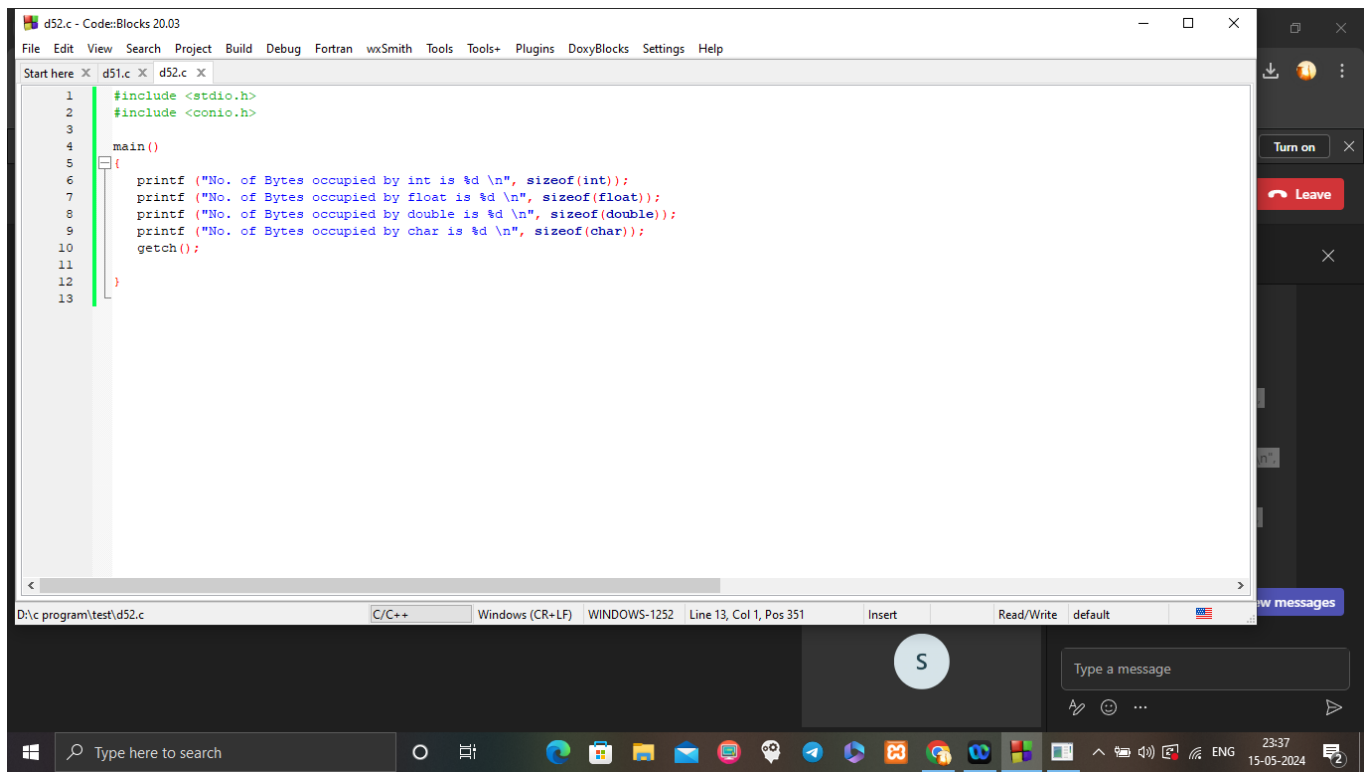 d52.c - Code::Blocks 20.03
File Edit View Search Project Build Debug Fortran wxSmith Tools Tools+ Plugins DoxyBlocks Settings Help
Start here X d51.c X d52.c X
1 #include <stdio.h>
2 #include <conio.h>
3
4 main()
5 {
6 printf ("No. of Bytes occupied by int is %d \n", sizeof(int));
7 printf ("No. of Bytes occupied by float is %d \n", sizeof(float));
8 printf ("No. of Bytes occupied by double is %d \n", sizeof(double));
9 printf ("No. of Bytes occupied by char is %d \n", sizeof(char));
10 getch();
11
12 }
13
Turn on
Leave
\n",
D:\c program\test\d52.c C/C++ Windows (CR+LF) WINDOWS-1252 Line 13, Col 1, Pos 351 Insert Read/Write default
messages
S
Type a message
Type here to search
ENG
23:37
15-05-2024
2